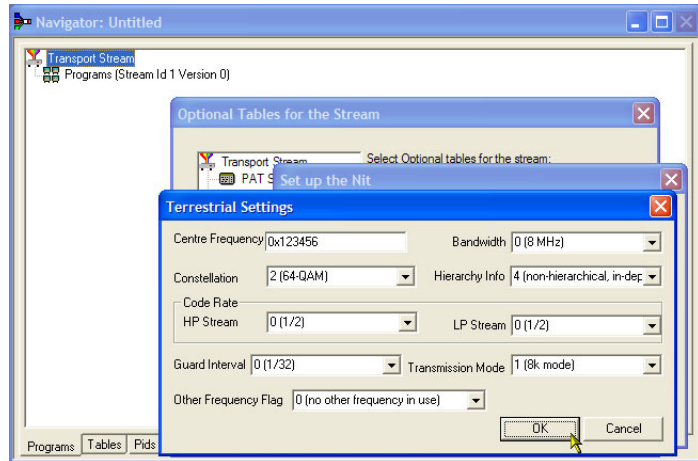 Navigator: Untitled
Transport Stream
Programs (Stream Id 1 Version 0)
Optional Tables for the Stream
Transport Stream
Select Optional tables for the stream:
PAT S
Set up the Nit
Terrestrial Settings
Centre Frequency 0x123456 Bandwidth 0 (8 MHz)
Constellation 2 (64-QAM) Hierarchy Info 4 (non-hierarchical, in-dep
Code Rate
HP Stream 0 (1/2) LP Stream 0 (1/2)
Guard Interval 0 (1/32) Transmission Mode 1 (8k mode)
Other Frequency Flag 0 (no other frequency in use)
OK Cancel
Programs Tables Pids